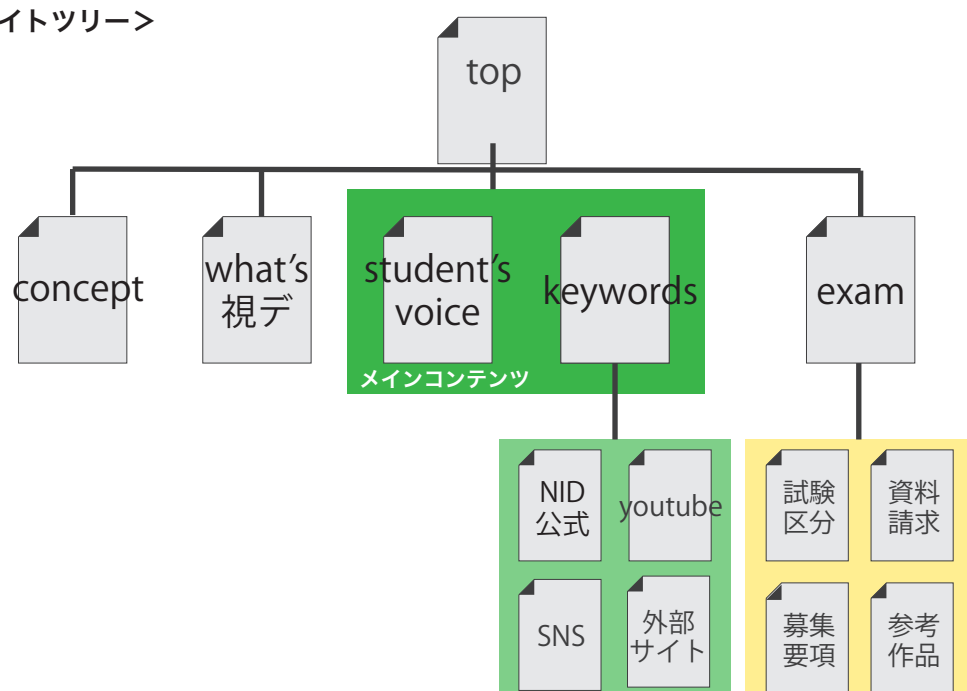 イトツリー＞
top
concept
what's
視デ
student's
voice
keywords
exam
メインコンテンツ
NID
公式
youtube
試験
区分
資料
請求
SNS
外部
サイト
募集
要項
参考
作品